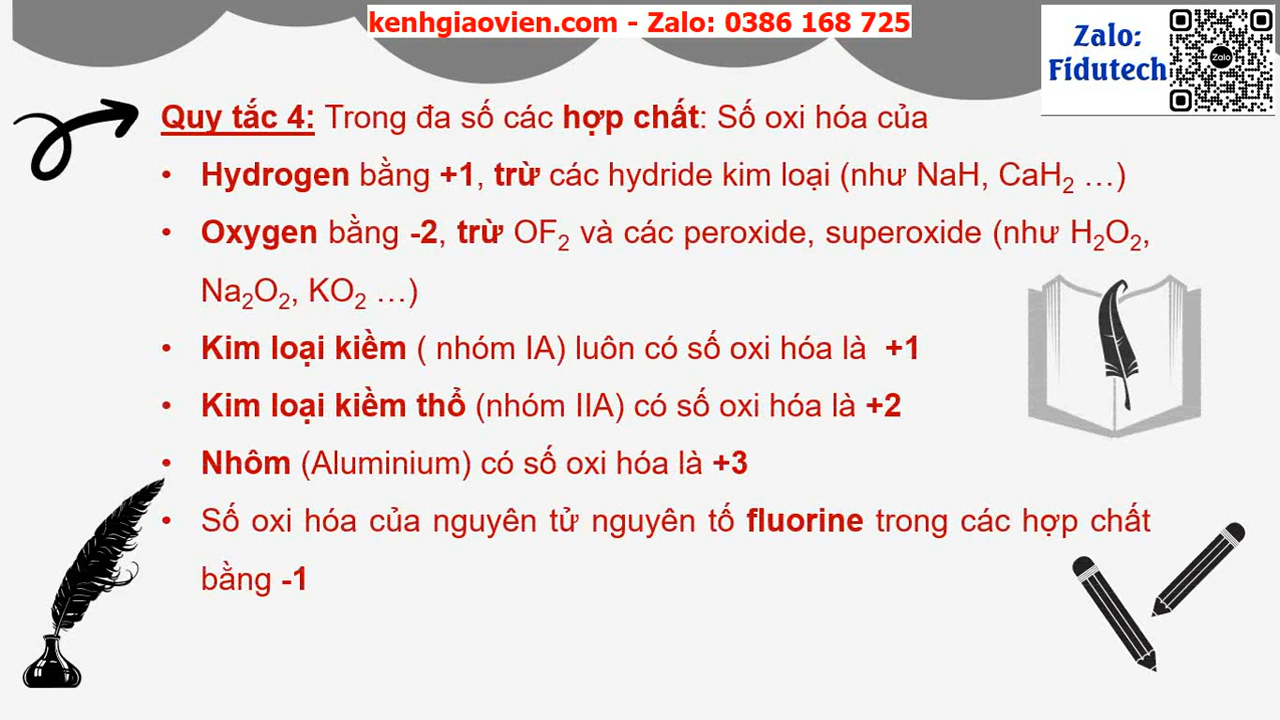 kenhgiaovien.com - Zalo: 0386 168 725
Zalo:
Fidutech
Zalo
Quy tắc 4: Trong đa số các hợp chất: Số oxi hóa của
• Hydrogen bằng +1, trừ các hydride kim loại (như NaH, CaH₂ …)
• Oxygen bằng -2, trừ OF₂ và các peroxide, superoxide (như H₂O₂,
Na₂O₂, KO₂ …)
• Kim loại kiềm ( nhóm IA) luôn có số oxi hóa là +1
• Kim loại kiềm thổ (nhóm IIA) có số oxi hóa là +2
• Nhôm (Aluminium) có số oxi hóa là +3
• Số oxi hóa của nguyên tử nguyên tố fluorine trong các hợp chất
bằng -1